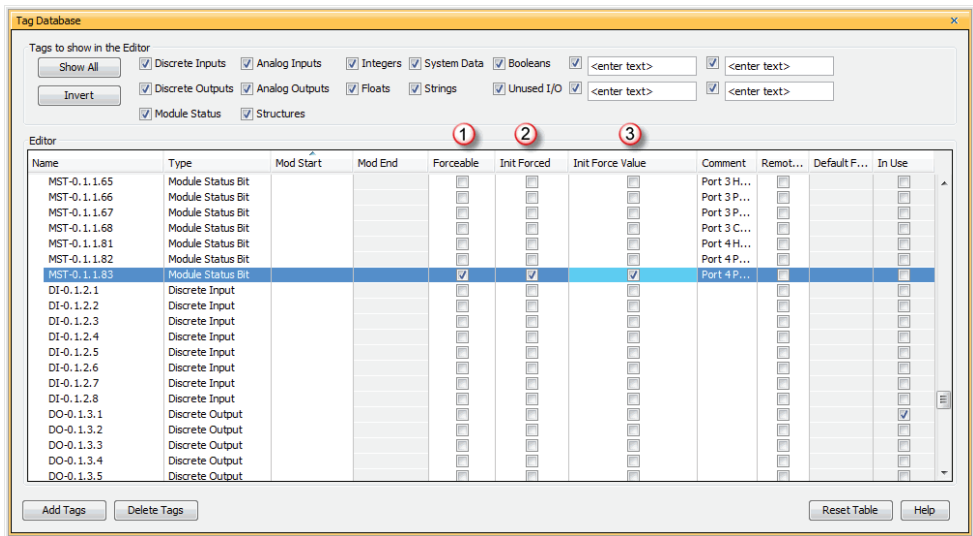 Tag Database
Tags to show in the Editor
Show All Discrete Inputs Analog Inputs Integers System Data Booleans <enter text> <enter text>
Invert Discrete Outputs Analog Outputs Floats Strings Unused I/O <enter text> <enter text>
Module Status Structures
1 2 3
Editor
Name Type Mod Start Mod End Forceable Init Forced Init Force Value Comment Remot... Default F... In Use
MST-0.1.1.65 Module Status Bit Port 3 H...
MST-0.1.1.66 Module Status Bit Port 3 P...
MST-0.1.1.67 Module Status Bit Port 3 P...
MST-0.1.1.68 Module Status Bit Port 3 C...
MST-0.1.1.81 Module Status Bit Port 4 H...
MST-0.1.1.82 Module Status Bit Port 4 P...
MST-0.1.1.83 Module Status Bit Port 4 P...
DI-0.1.2.1 Discrete Input
DI-0.1.2.2 Discrete Input
DI-0.1.2.3 Discrete Input
DI-0.1.2.4 Discrete Input
DI-0.1.2.5 Discrete Input
DI-0.1.2.6 Discrete Input
DI-0.1.2.7 Discrete Input
DI-0.1.2.8 Discrete Input
DO-0.1.3.1 Discrete Output
DO-0.1.3.2 Discrete Output
DO-0.1.3.3 Discrete Output
DO-0.1.3.4 Discrete Output
DO-0.1.3.5 Discrete Output
Add Tags Delete Tags Reset Table Help